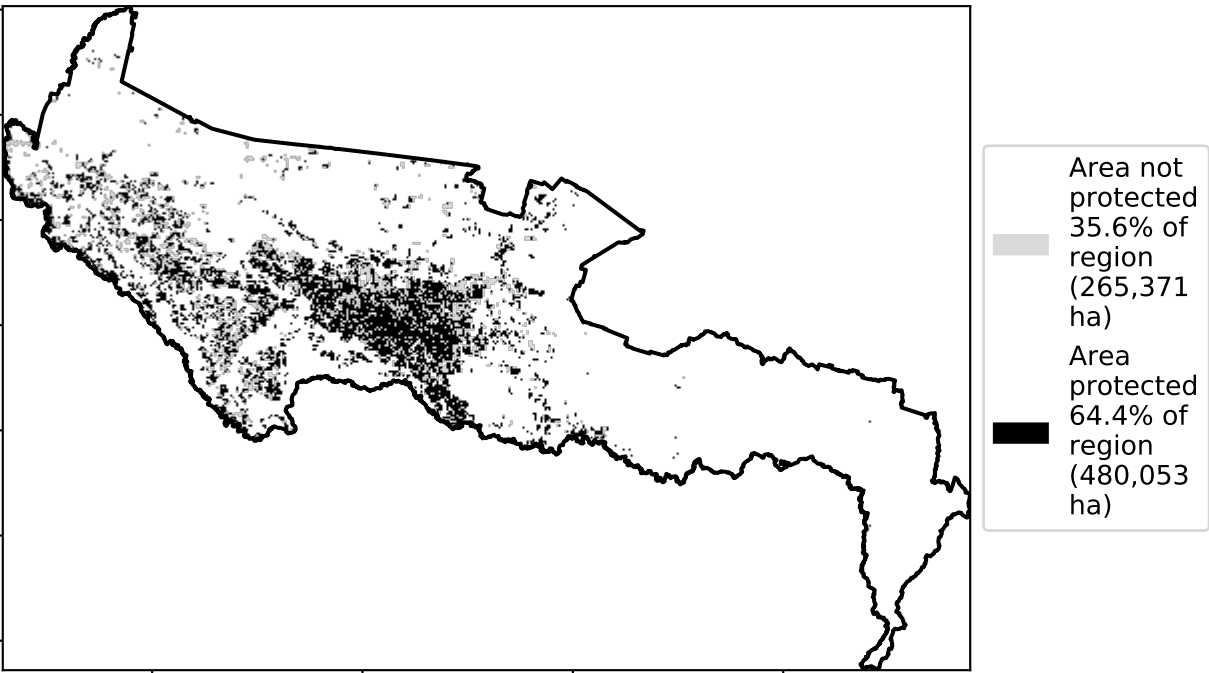 Area not
protected
35.6% of
region
(265,371
ha)
Area
protected
64.4% of
region
(480,053
ha)